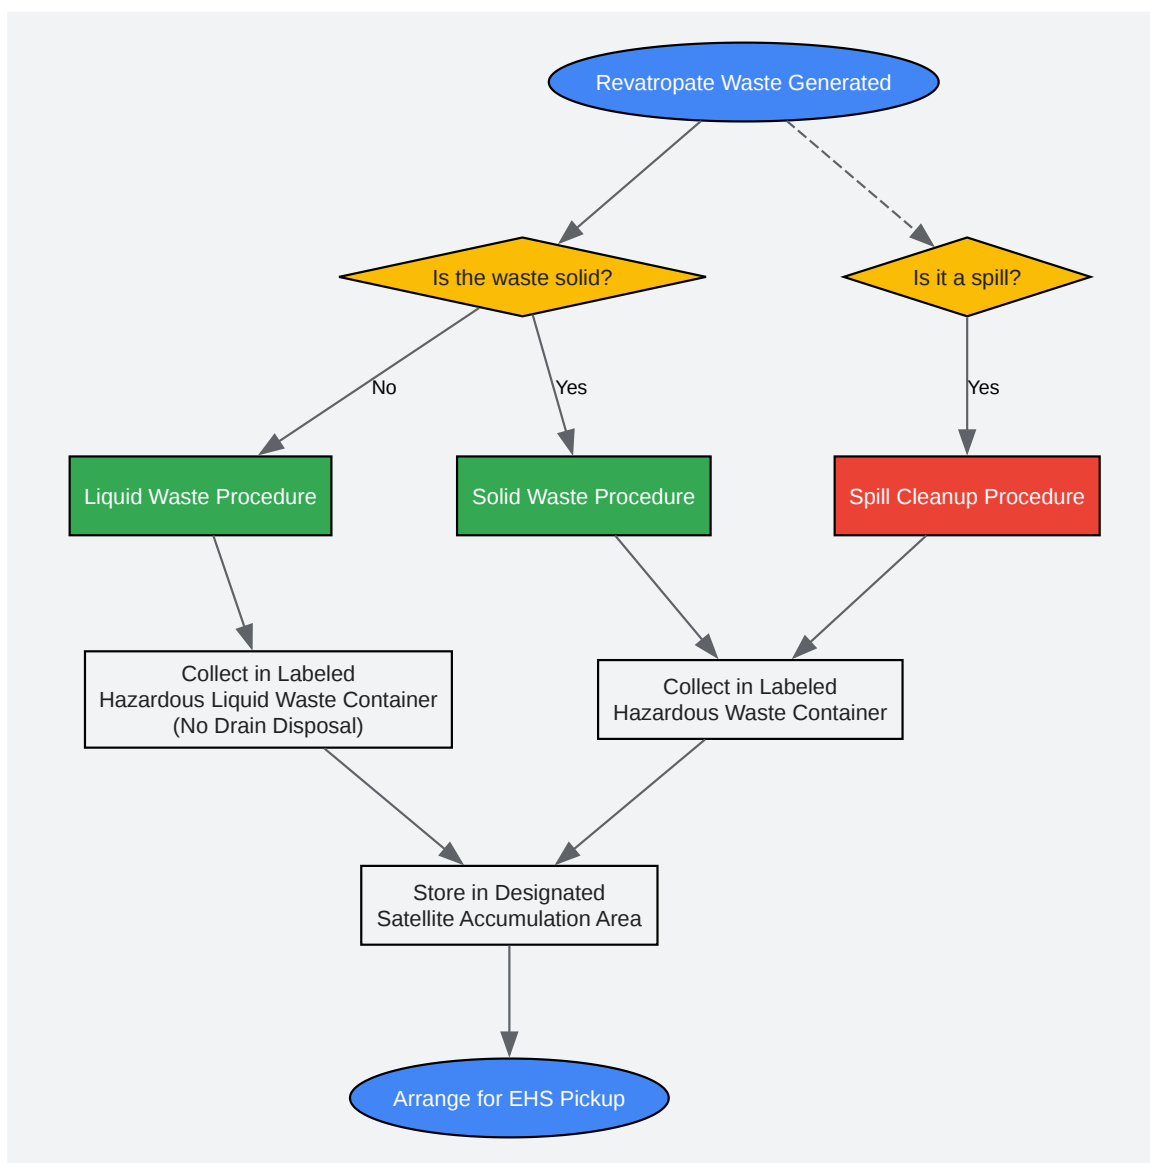 Revatropate Waste Generated
Is the waste solid?
Is it a spill?
No
Yes
Yes
Liquid Waste Procedure
Solid Waste Procedure
Spill Cleanup Procedure
Collect in Labeled
Hazardous Liquid Waste Container
(No Drain Disposal)
Collect in Labeled
Hazardous Waste Container
Store in Designated
Satellite Accumulation Area
Arrange for EHS Pickup